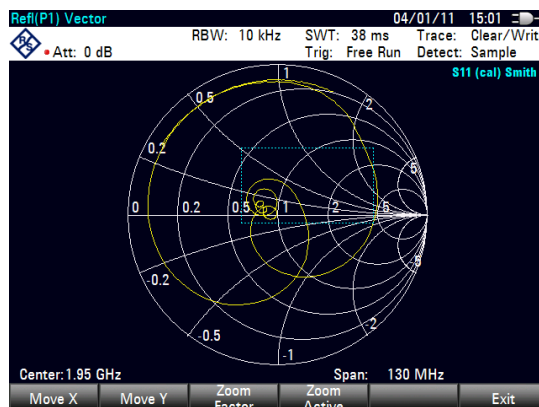 Refl(P1) Vector 04/01/11 15:01
RBW: 10 kHz SWT: 38 ms Trace: Clear/Writ
Att: 0 dB Trig: Free Run Detect: Sample
S11 (cal) Smith
1
0.5 2
0.2 5
0 0.2 0.5 1 2 5
-0.2 -5
-0.5 -2
-1
Center: 1.95 GHz Span: 130 MHz
Move X Move Y Zoom Factor Zoom Active Exit